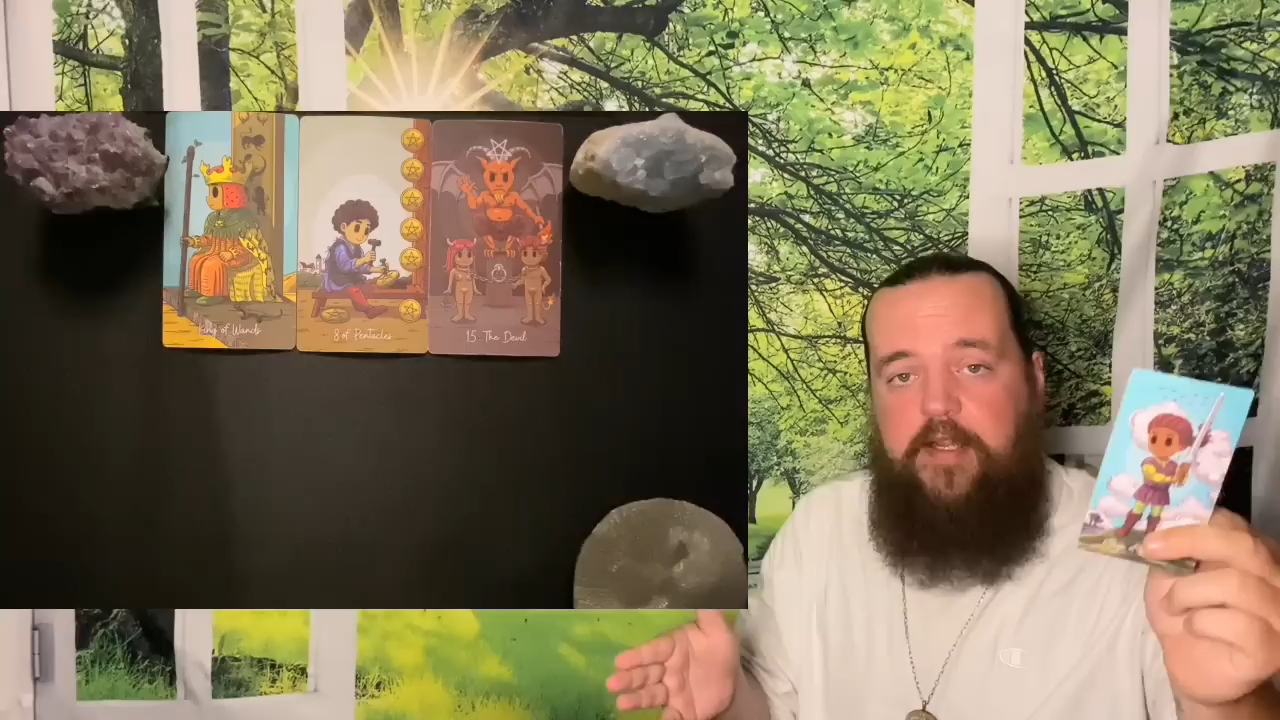 King of Wands
8 of Pentacles
15 - The Devil